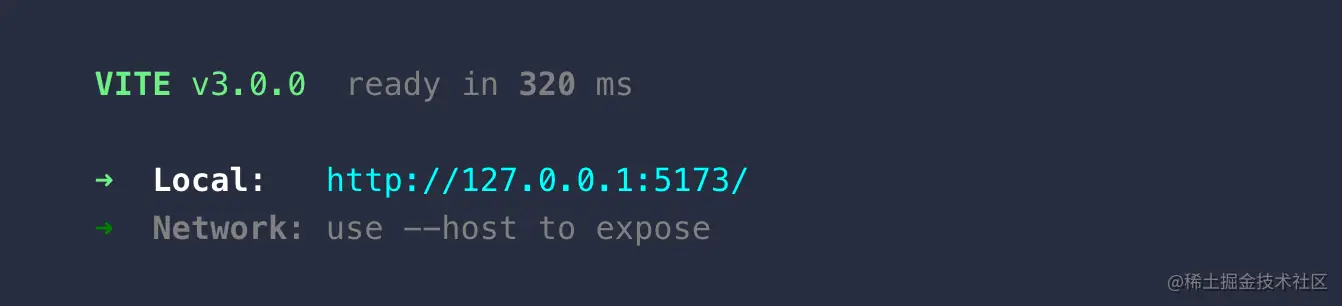 VITE v3.0.0 ready in 320 ms
➜ Local: http://127.0.0.1:5173/
➜ Network: use --host to expose
@稀土掘金技术社区